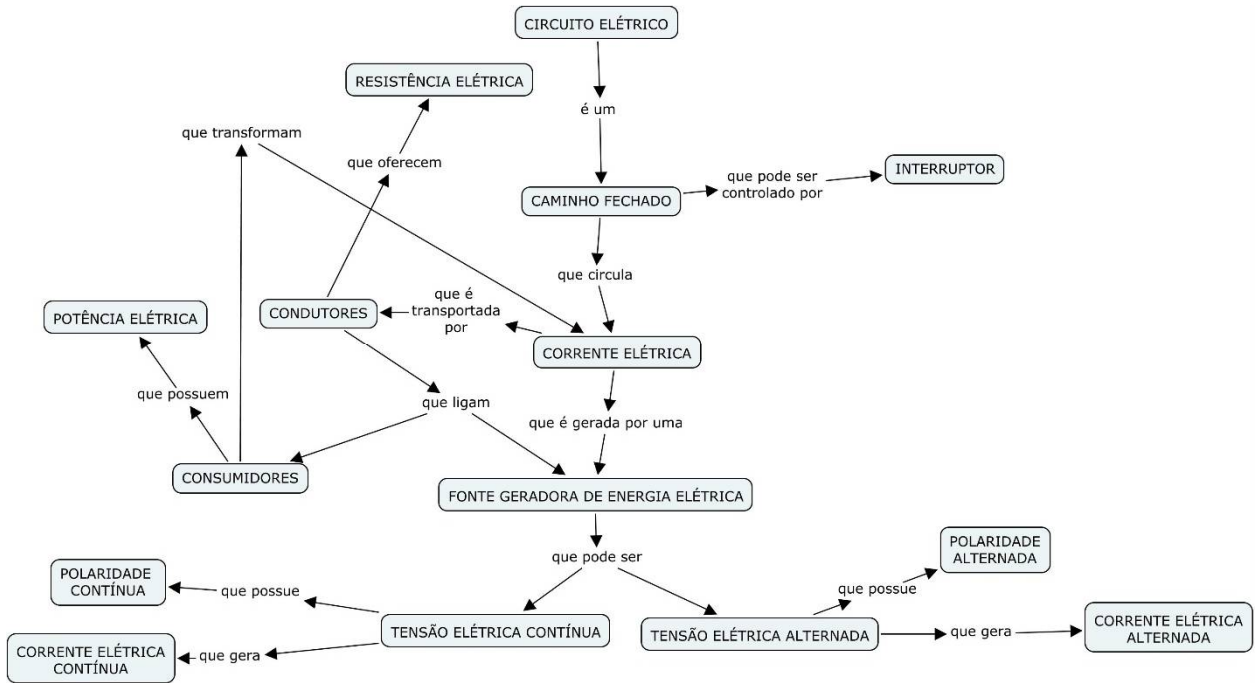 CIRCUITO ELÉTRICO
RESISTÊNCIA ELÉTRICA
é um
que transformam
que oferecem
que pode ser
controlado por
INTERRUPTOR
CAMINHO FECHADO
que circula
que é
transportada
por
CONDUTORES
POTÊNCIA ELÉTRICA
CORRENTE ELÉTRICA
que possuem
que ligam
que é gerada por uma
CONSUMIDORES
FONTE GERADORA DE ENERGIA ELÉTRICA
que pode ser
POLARIDADE
ALTERNADA
POLARIDADE
CONTÍNUA
que possue
que possue
TENSÃO ELÉTRICA CONTÍNUA
TENSÃO ELÉTRICA ALTERNADA
que gera
CORRENTE ELÉTRICA
ALTERNADA
CORRENTE ELÉTRICA
CONTÍNUA
que gera